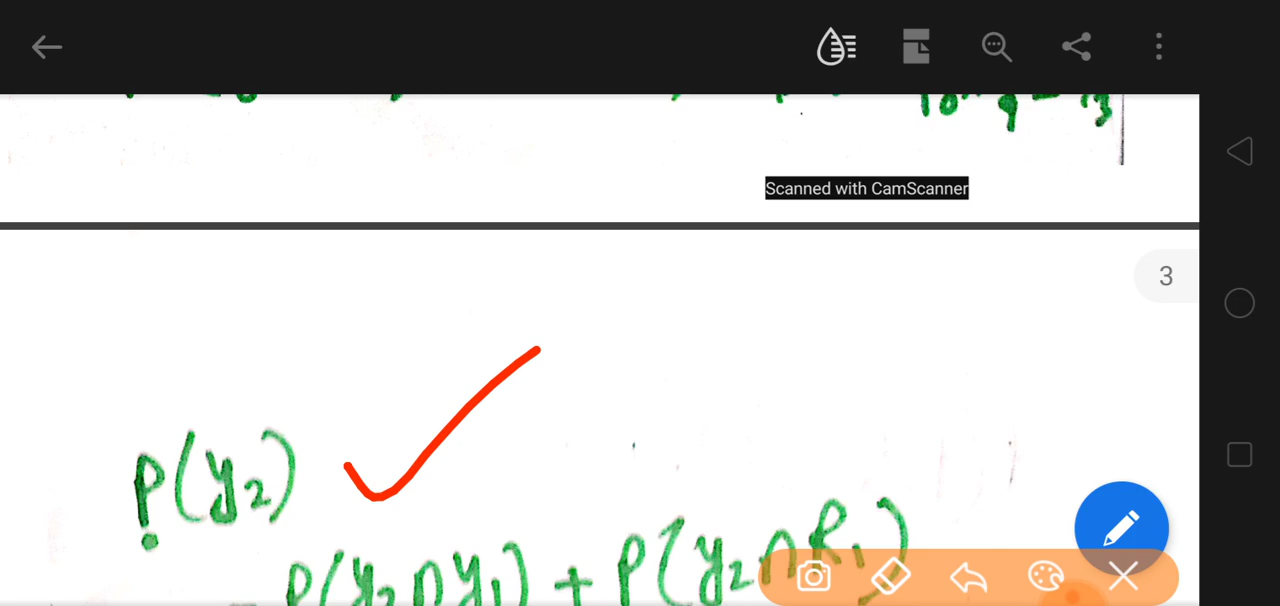 Scanned with CamScanner
3
P(y₂)
= P(y₂∩y₁) + P(y₂∩R₁)